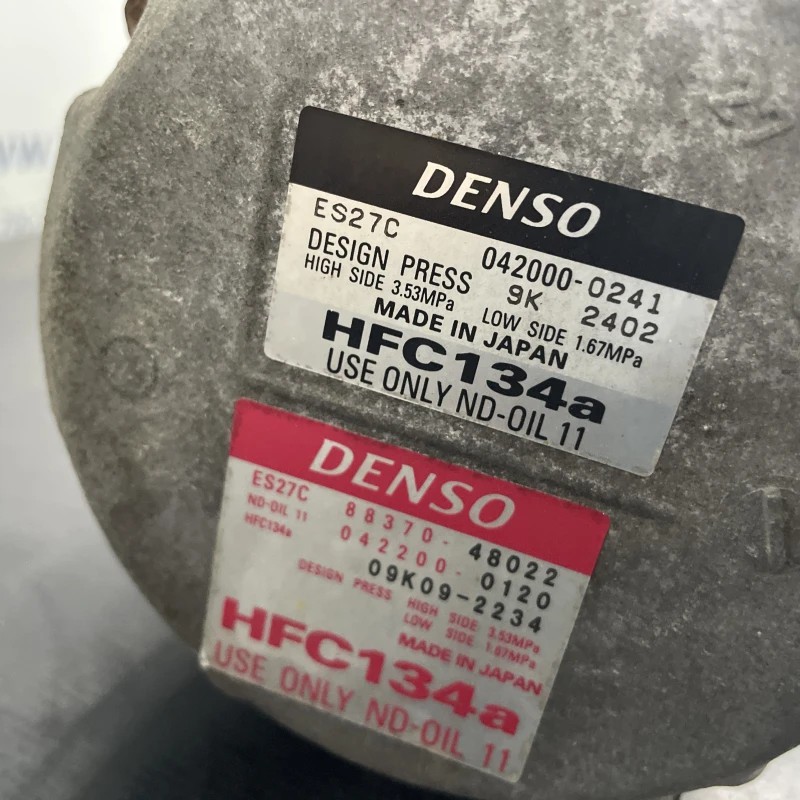 DENSO
ES27C 042000-0241
DESIGN PRESS 9K 2402
HIGH SIDE 3.53MPa LOW SIDE 1.67MPa
MADE IN JAPAN
HFC134a
USE ONLY ND-OIL 11
DENSO
ES27C 88370-48022
ND-OIL 11 042200-0120
HFC134a 09K09-2234
DESIGN PRESS HIGH SIDE 3.53MPa
LOW SIDE 1.67MPa
MADE IN JAPAN
HFC134a
USE ONLY ND-OIL 11